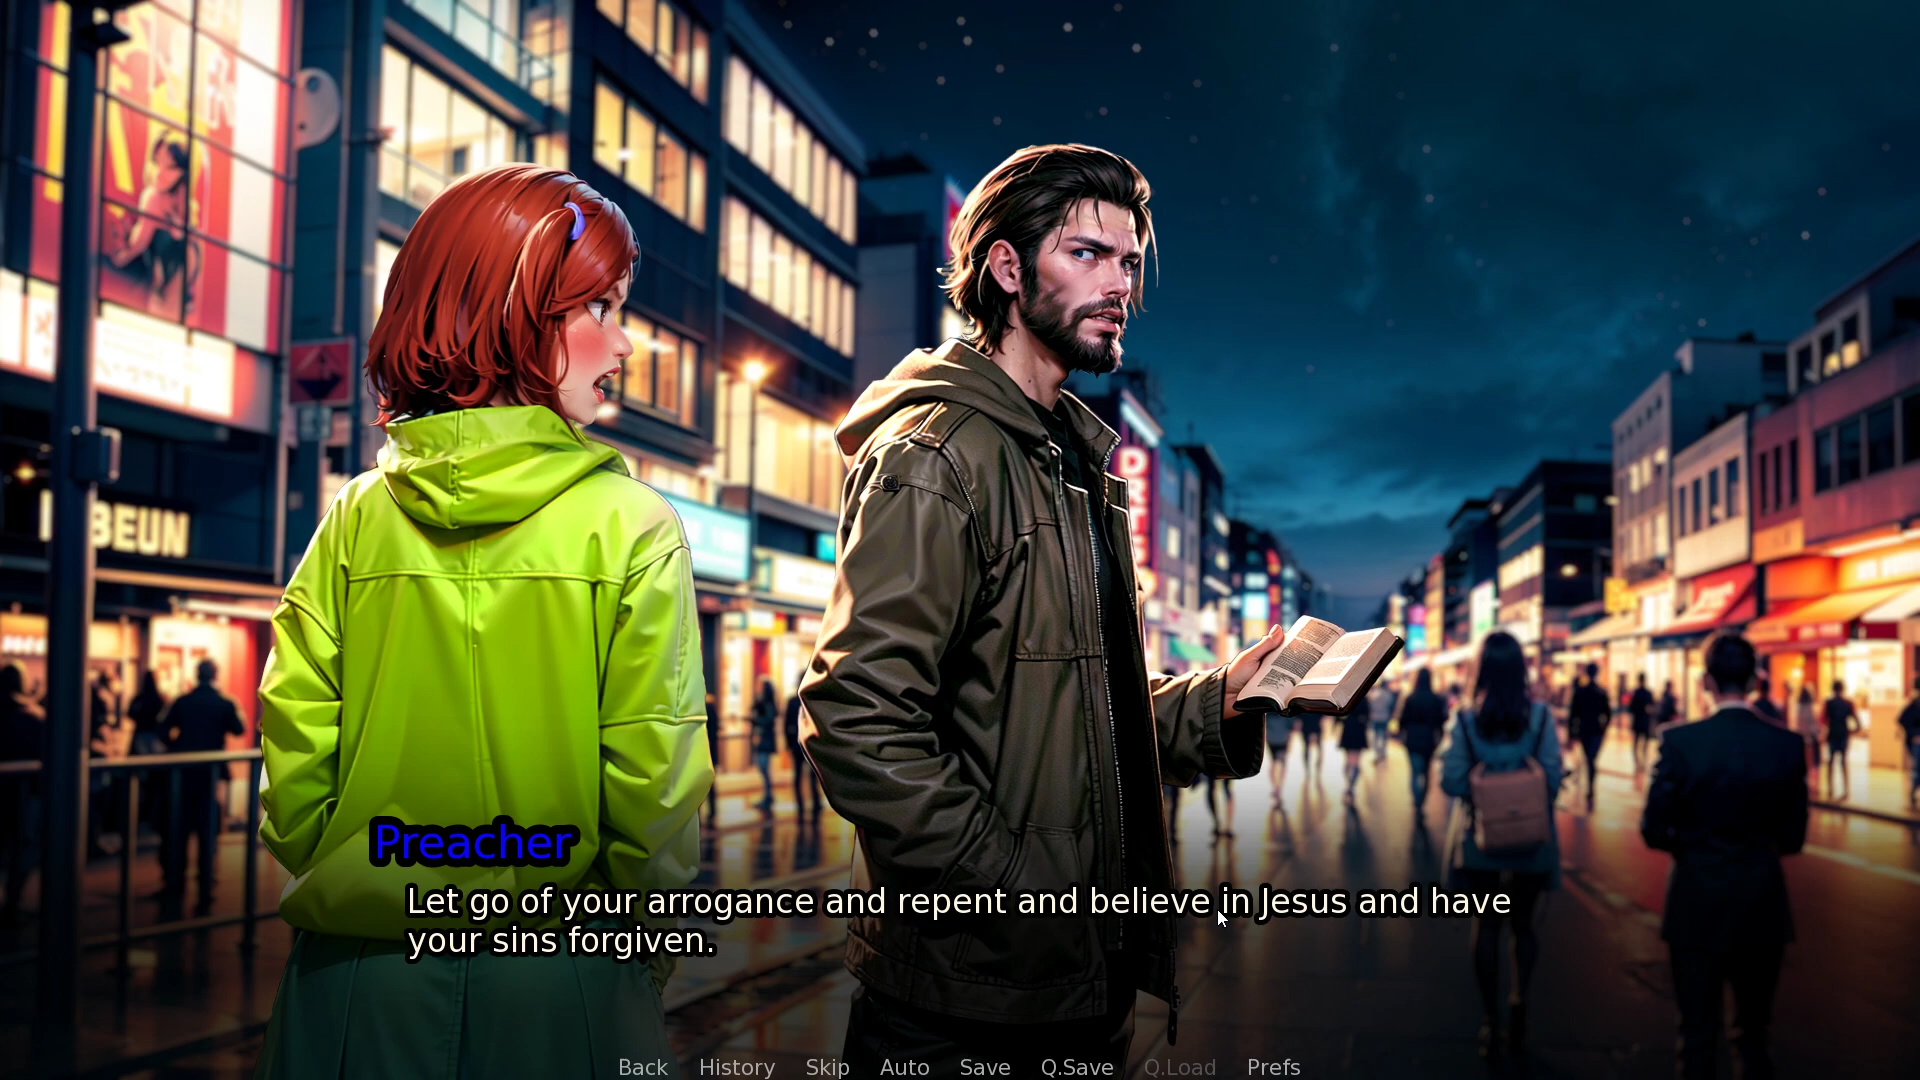 BEUN
Preacher
Let go of your arrogance and repent and believe in Jesus and have
your sins forgiven.
Back History Skip Auto Save Q.Save Q.Load Prefs